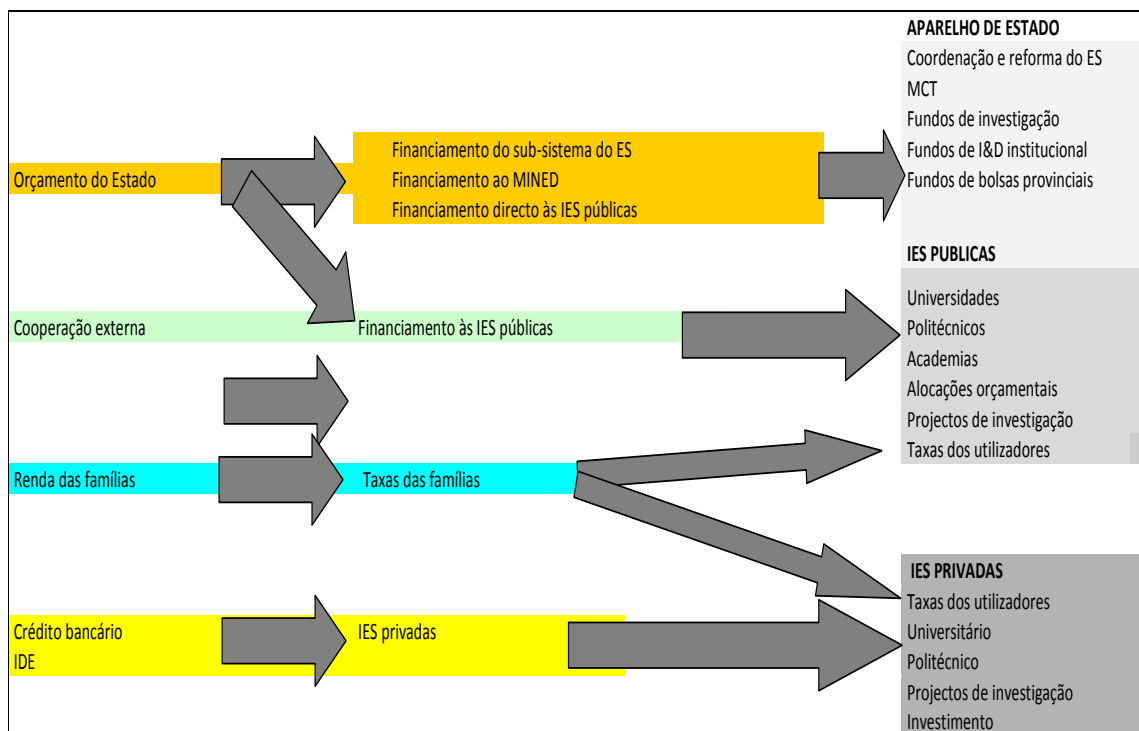 Orçamento do Estado
Financiamento do sub-sistema do ES
Financiamento ao MINED
Financiamento directo às IES públicas
APARELHO DE ESTADO
Coordenação e reforma do ES
MCT
Fundos de investigação
Fundos de I&D institucional
Fundos de bolsas provinciais
Cooperação externa
Financiamento às IES públicas
IES PUBLICAS
Universidades
Politécnicos
Academias
Alocações orçamentais
Projectos de investigação
Taxas dos utilizadores
Renda das famílias
Taxas das famílias
Crédito bancário
IDE
IES privadas
IES PRIVADAS
Taxas dos utilizadores
Universitário
Politécnico
Projectos de investigação
Investimento